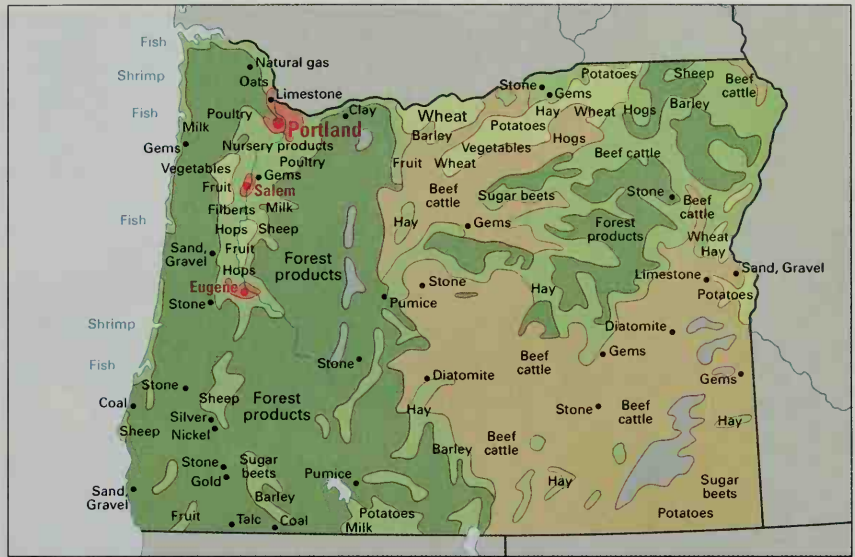 Fish
Natural gas
Shrimp
Oats
Limestone
Fish
Poultry
Clay
Portland
Milk
Gems
Nursery products
Poultry
Vegetables
Gems
Fruit
Salem
Filberts
Milk
Fish
Hops
Sheep
Sand,
Gravel
Fruit
Forest
products
Hops
Eugene
Stone
Pumice
Shrimp
Stone
Fish
Stone
Coal
Sheep
Forest
products
Silver
Nickel
Sheep
Stone
Gold
Sugar
beets
Pumice
Sand,
Gravel
Barley
Fruit
Talc
Coal
Potatoes
Milk
Stone
Gems
Potatoes
Sheep
Beef
cattle
Wheat
Hay
Wheat
Hogs
Barley
Barley
Potatoes
Vegetables
Hogs
Fruit
Wheat
Beef cattle
Beef
cattle
Sugar beets
Stone
Beef
cattle
Hay
Gems
Forest
products
Wheat
Hay
Stone
Hay
Limestone
Sand, Gravel
Potatoes
Diatomite
Beef
cattle
Gems
Diatomite
Gems
Hay
Stone
Beef
cattle
Hay
Barley
Beef
cattle
Hay
Sugar
beets
Potatoes